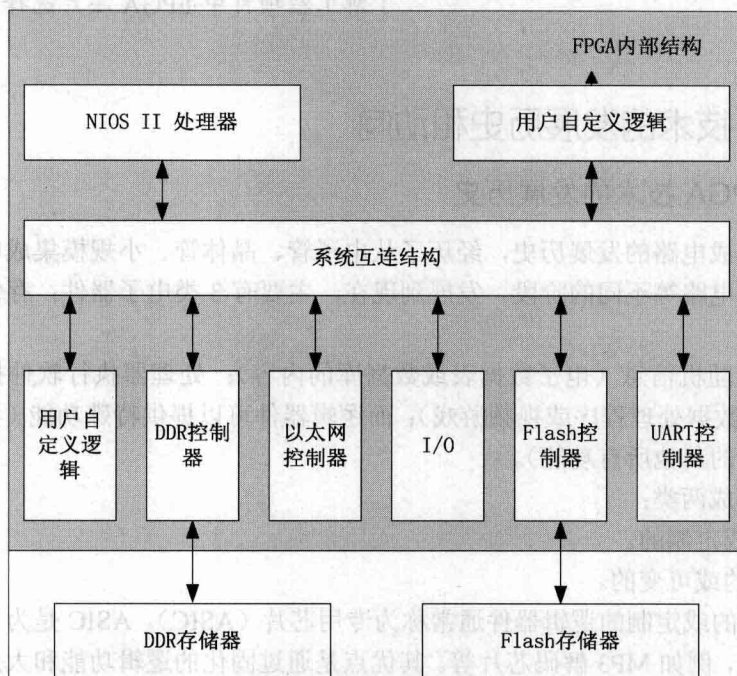 FPGA内部结构
NIOS II 处理器
用户自定义逻辑
系统互连结构
用户自
定义逻
辑
DDR控制
器
以太网
控制器
I/O
Flash控
制器
UART控
制器
DDR存储器
Flash存储器